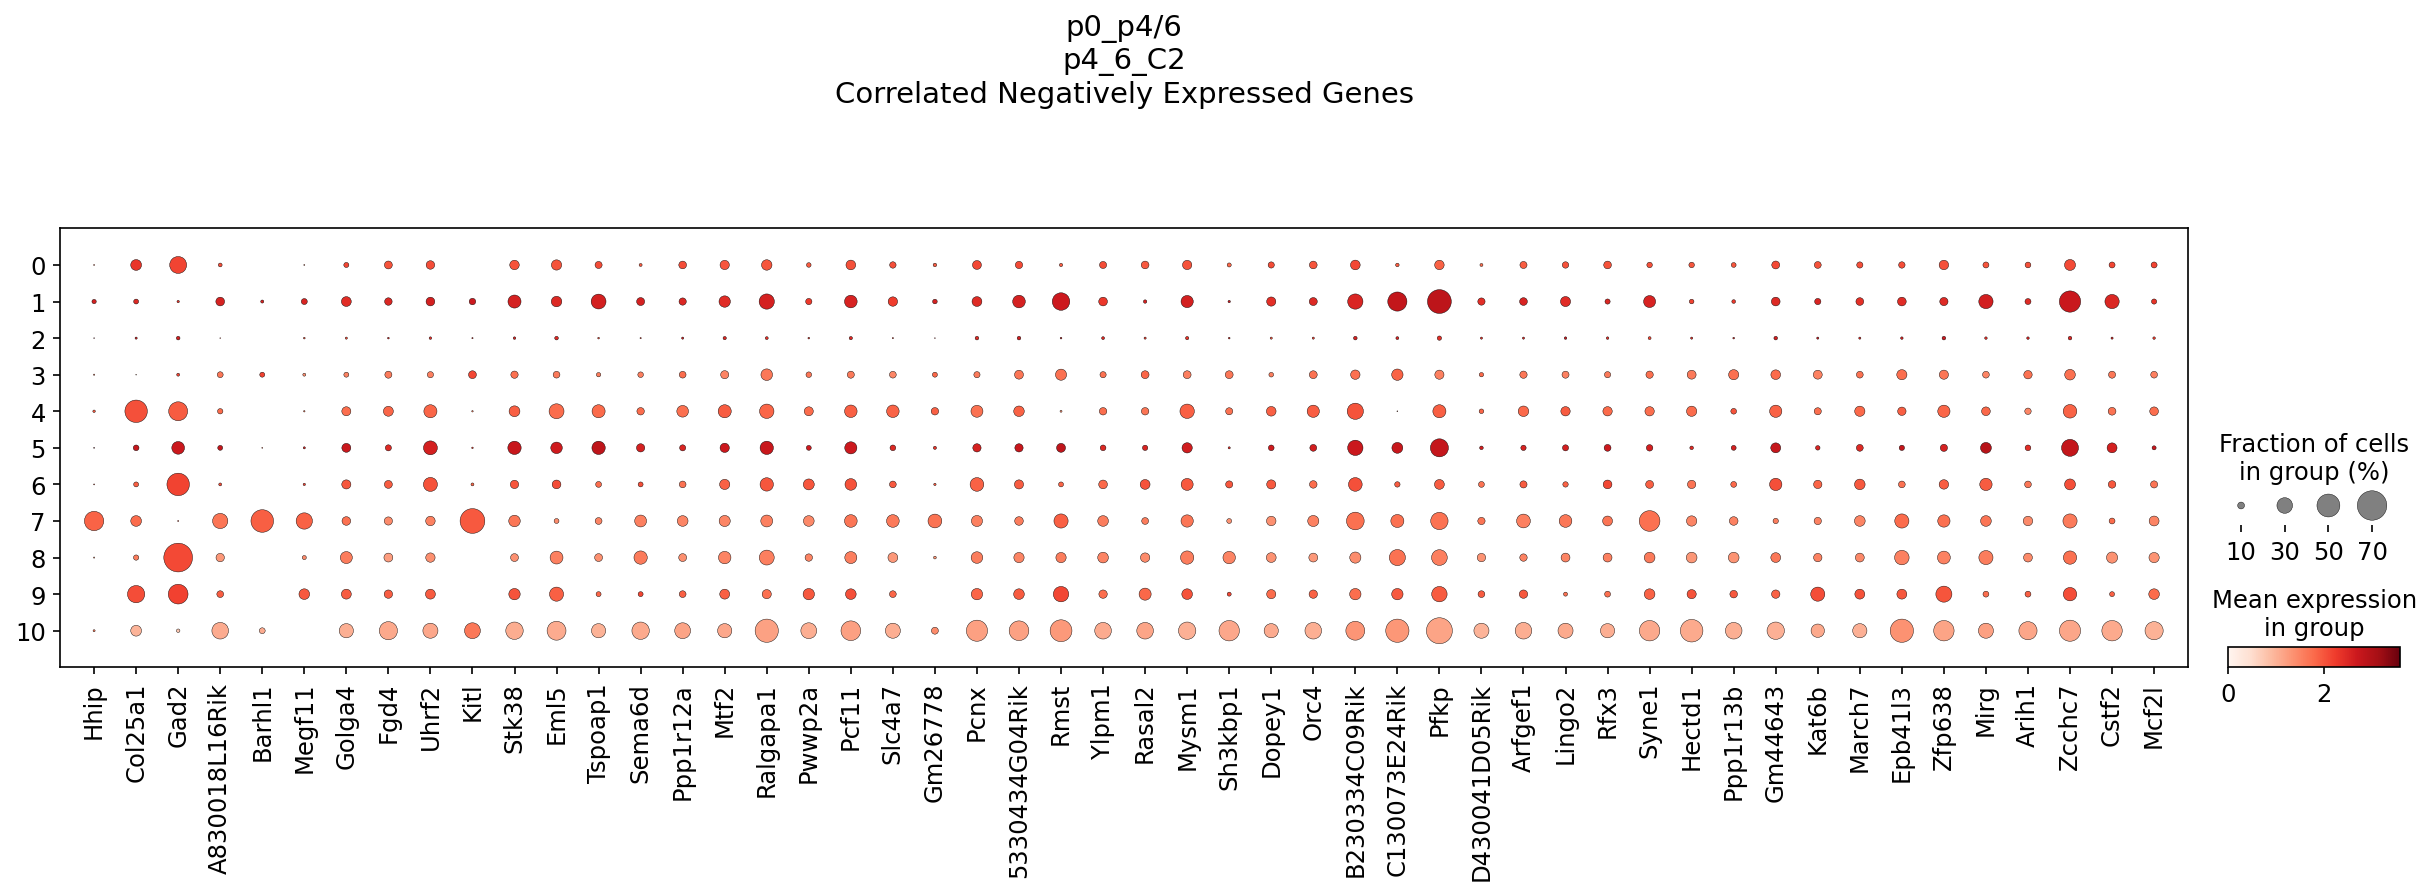 p0_p4/6
p4_6_C2
Correlated Negatively Expressed Genes
0
1
2
3
4
5
6
7
8
9
10
Hhip
Col25a1
Gad2
A830018L16Rik
Barhl1
Megf11
Golga4
Fgd4
Uhrf2
Kitl
Stk38
Eml5
Tspoap1
Sema6d
Ppp1r12a
Mtf2
Ralgapa1
Pwwp2a
Pcf11
Slc4a7
Gm26778
Pcnx
5330434G04Rik
Rmst
Ylpm1
Rasal2
Mysm1
Sh3kbp1
Dopey1
Orc4
B230334C09Rik
C130073E24Rik
Pfkp
D430041D05Rik
Arfgef1
Lingo2
Rfx3
Syne1
Hectd1
Ppp1r13b
Gm44643
Kat6b
March7
Epb41l3
Zfp638
Mirg
Arih1
Zcchc7
Cstf2
Mcf2l
Fraction of cells
in group (%)
10 30 50 70
Mean expression
in group
0 2